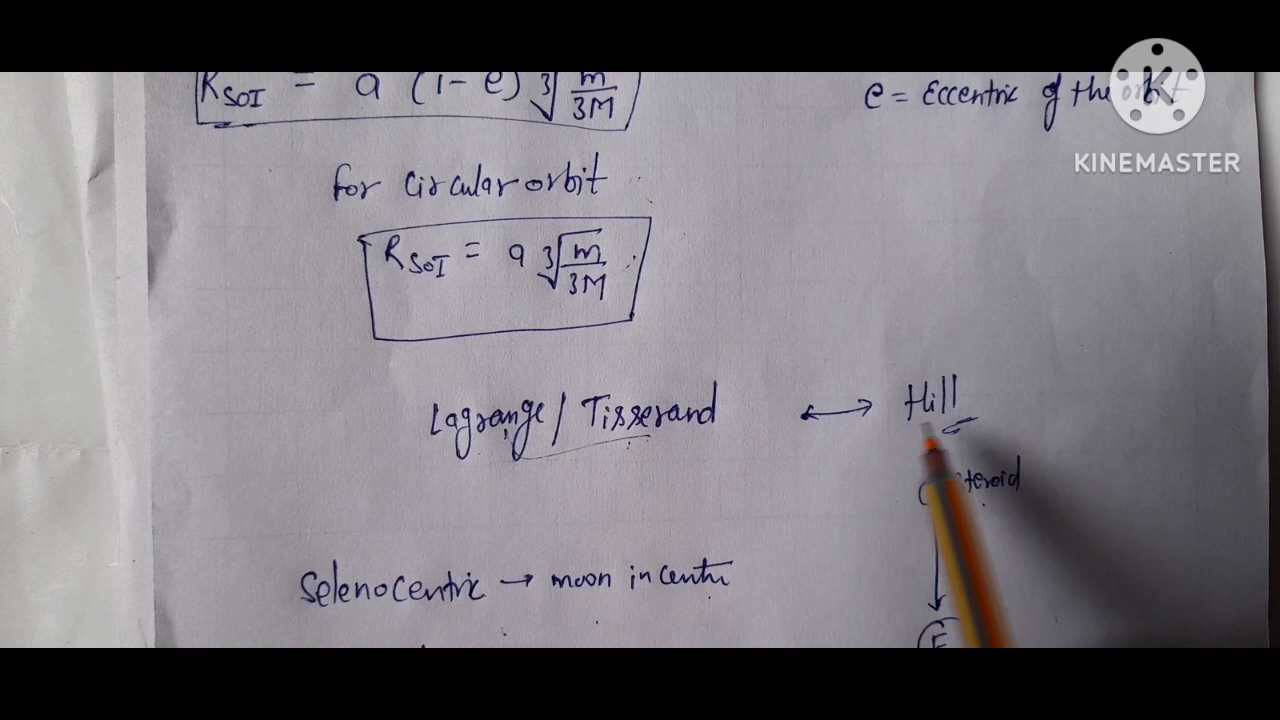 R_SOI = a (1 - e) ∛(m/3M)
e = Eccentric of the orbit
KINEMASTER
for circular orbit
R_SOI = a ∛(m/3M)
Lagrange / Tisserand ↔ Hill
Selenocentric → moon in centre
E